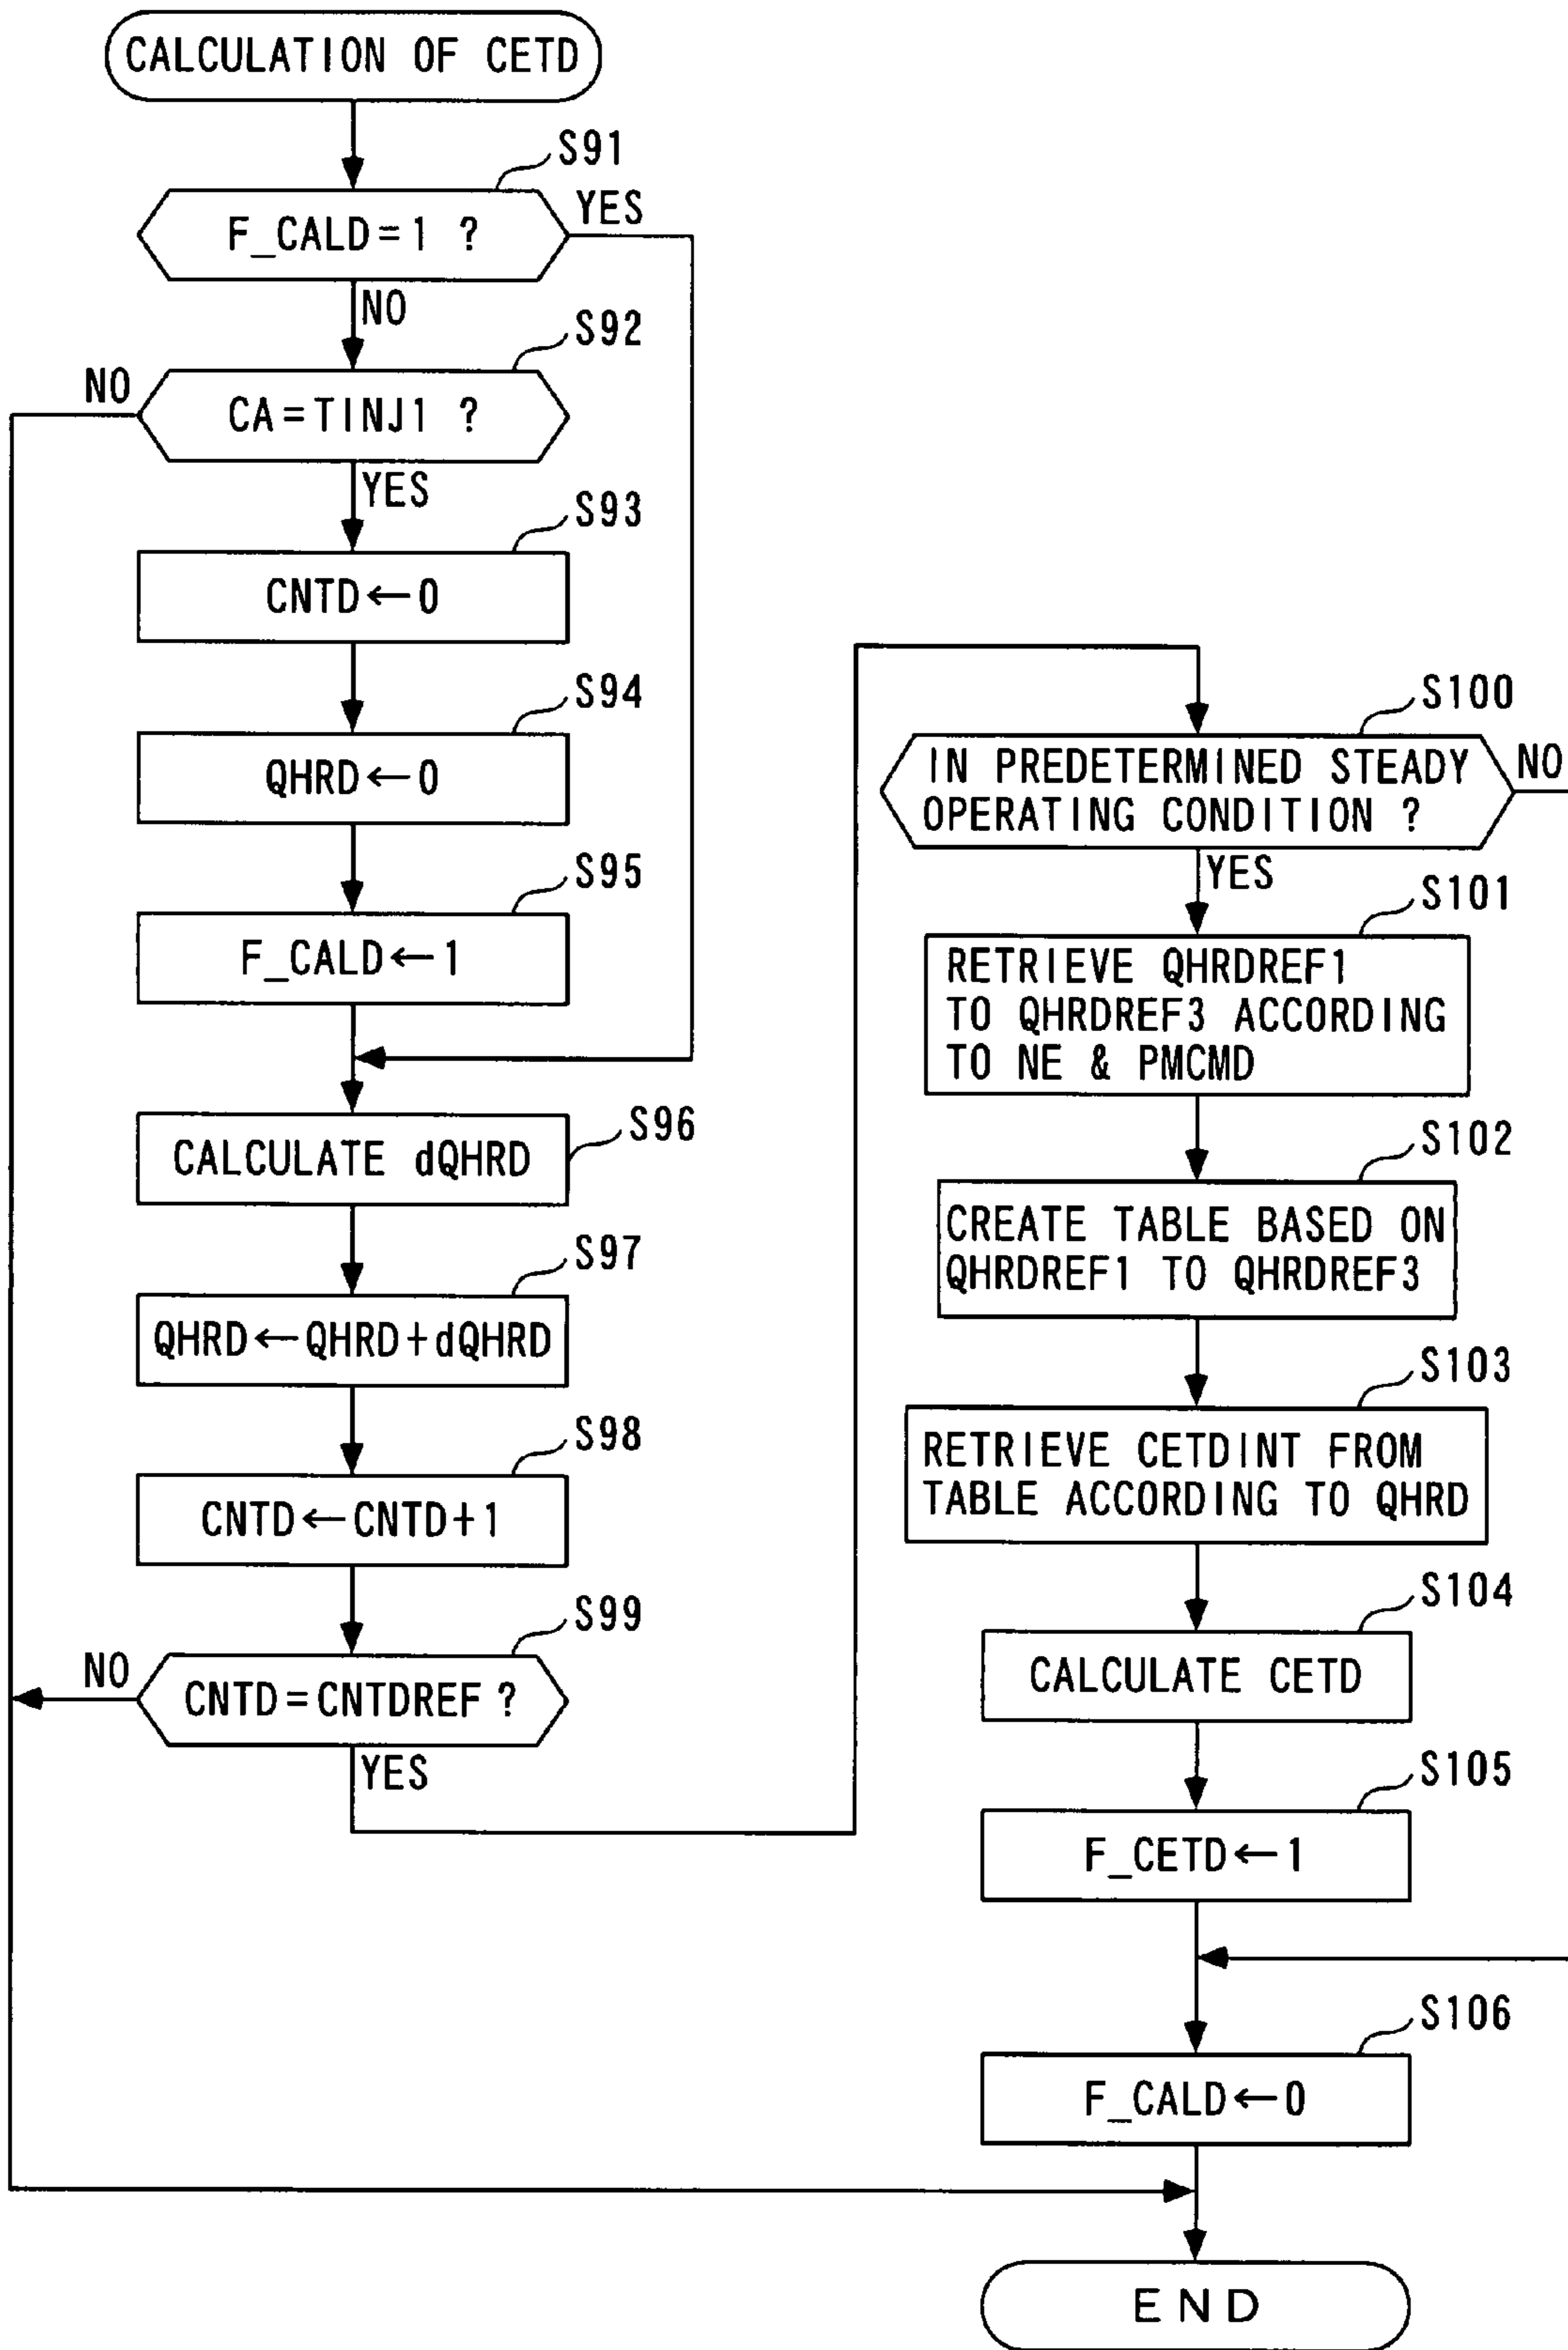 CALCULATION OF CETD
S91
F_CALD=1 ?
YES
NO
S92
NO
CA=TINJ1 ?
YES
S93
CNTD←0
S94
QHRD←0
S95
F_CALD←1
S96
CALCULATE dQHRD
S97
QHRD←QHRD+dQHRD
S98
CNTD←CNTD+1
S99
NO
CNTD=CNTDREF ?
YES
S100
IN PREDETERMINED STEADY
OPERATING CONDITION ?
NO
YES
S101
RETRIEVE QHRDREF1
TO QHRDREF3 ACCORDING
TO NE & PMCMD
S102
CREATE TABLE BASED ON
QHRDREF1 TO QHRDREF3
S103
RETRIEVE CETDINT FROM
TABLE ACCORDING TO QHRD
S104
CALCULATE CETD
S105
F_CETD←1
S106
F_CALD←0
END